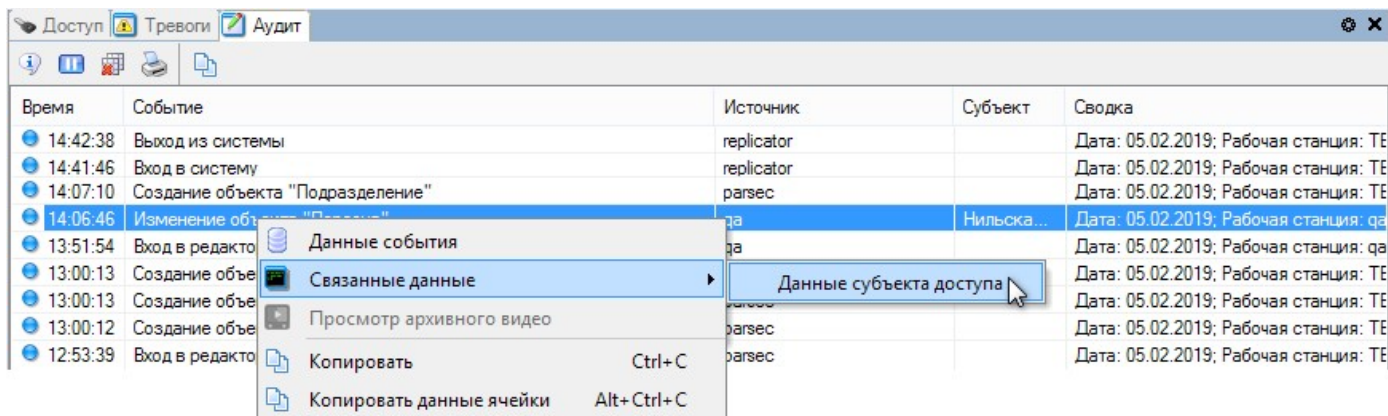 Доступ Тревоги Аудит
Время Событие Источник Субъект Сводка
14:42:38 Выход из системы replicator Дата: 05.02.2019; Рабочая станция: TE
14:41:46 Вход в систему replicator Дата: 05.02.2019; Рабочая станция: TE
14:07:10 Создание объекта "Подразделение" parsec Дата: 05.02.2019; Рабочая станция: TE
14:06:46 Изменение qa Нильска... Дата: 05.02.2019; Рабочая станция: qa
Данные события
13:51:54 Вход в редакто qa Дата: 05.02.2019; Рабочая станция: qa
13:00:13 Создание объе Дата: 05.02.2019; Рабочая станция: TE
Связанные данные Данные субъекта доступа
13:00:13 Создание объе Дата: 05.02.2019; Рабочая станция: TE
Просмотр архивного видео
13:00:12 Создание объе parsec Дата: 05.02.2019; Рабочая станция: TE
12:53:39 Вход в редакто parsec Дата: 05.02.2019; Рабочая станция: TE
Копировать Ctrl+C
Копировать данные ячейки Alt+Ctrl+C